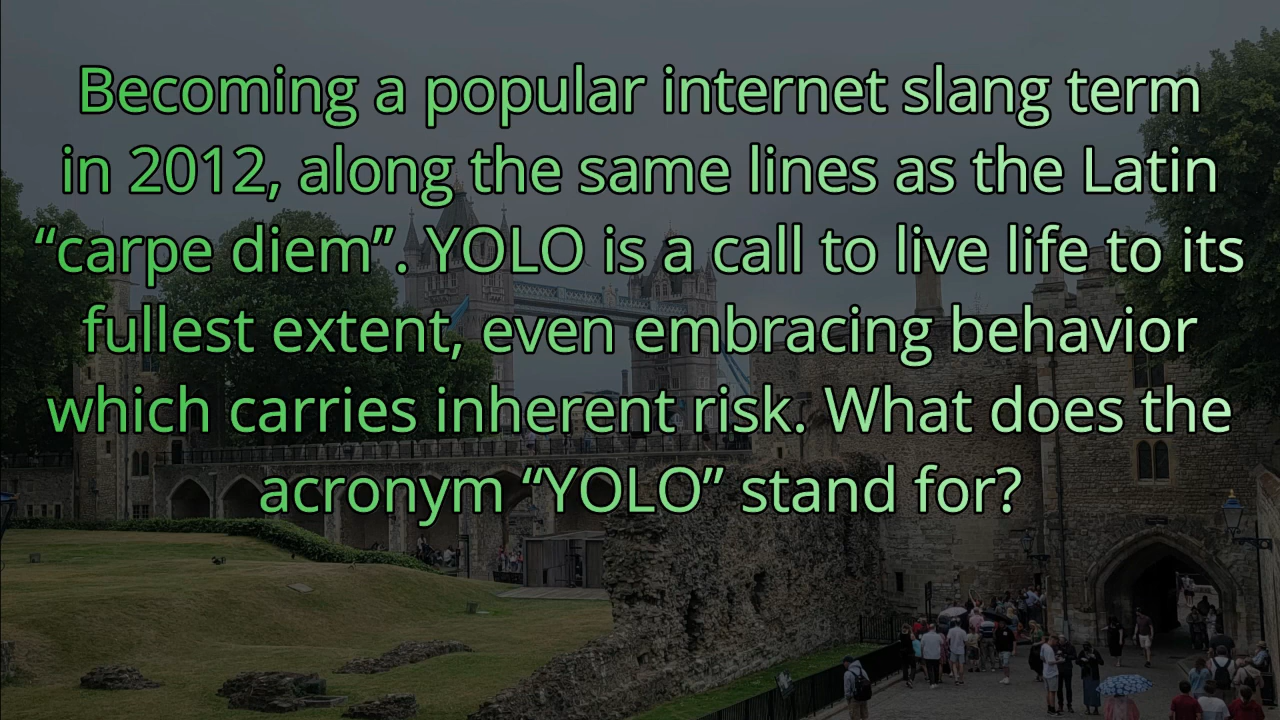 Becoming a popular internet slang term
in 2012, along the same lines as the Latin
“carpe diem”. YOLO is a call to live life to its
fullest extent, even embracing behavior
which carries inherent risk. What does the
acronym “YOLO” stand for?